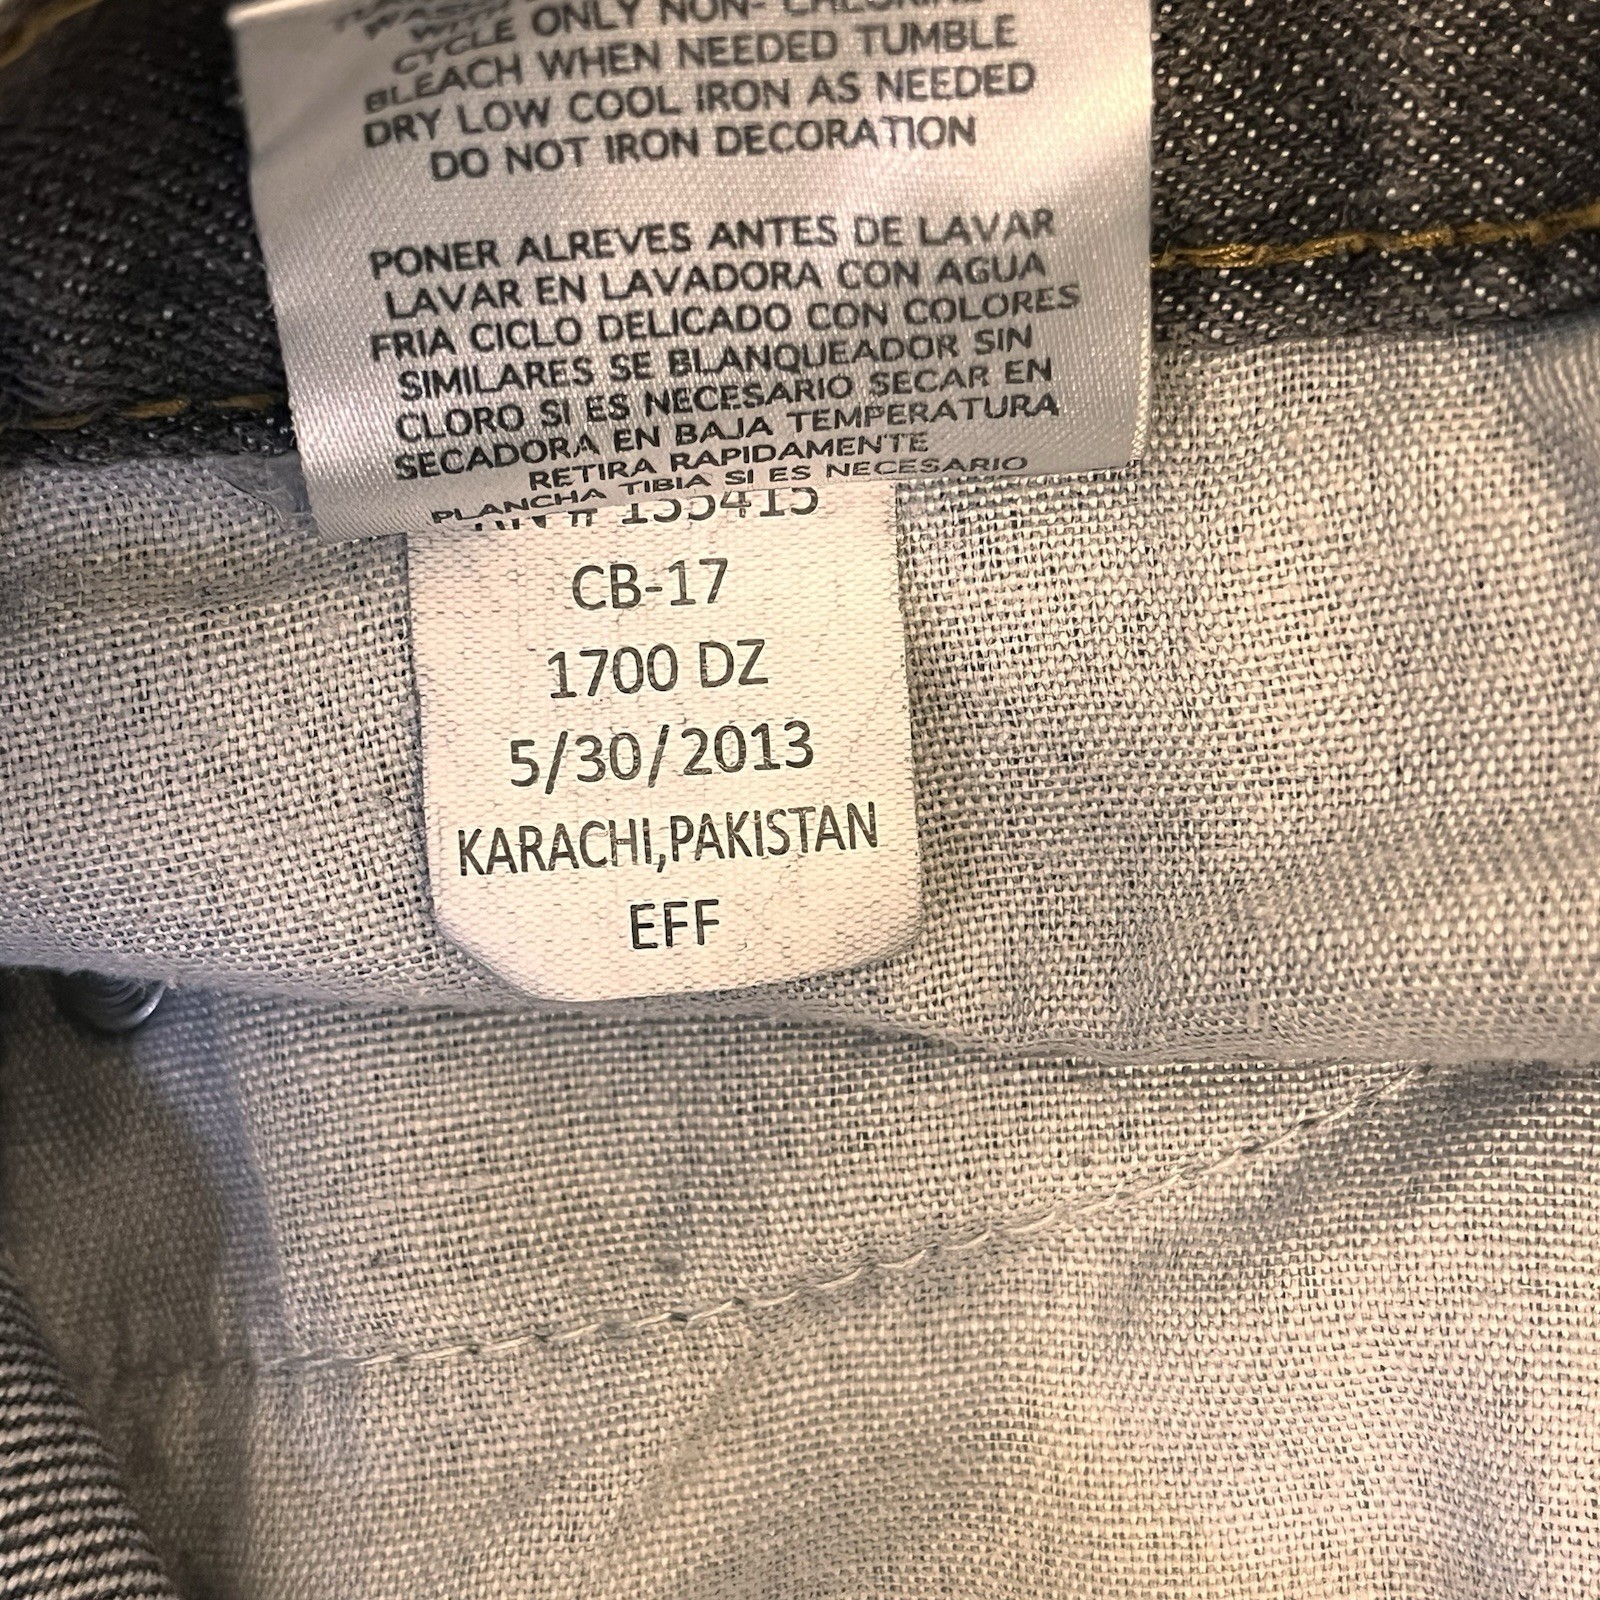 CYCLE ONLY NON- CHLORINE
BLEACH WHEN NEEDED TUMBLE
DRY LOW COOL IRON AS NEEDED
DO NOT IRON DECORATION
PONER ALREVES ANTES DE LAVAR
LAVAR EN LAVADORA CON AGUA
FRIA CICLO DELICADO CON COLORES
SIMILARES SE BLANQUEADOR SIN
CLORO SI ES NECESARIO SECAR EN
SECADORA EN BAJA TEMPERATURA
RETIRA RAPIDAMENTE
PLANCHA TIBIA SI ES NECESARIO
CB-17
1700 DZ
5/30/2013
KARACHI,PAKISTAN
EFF